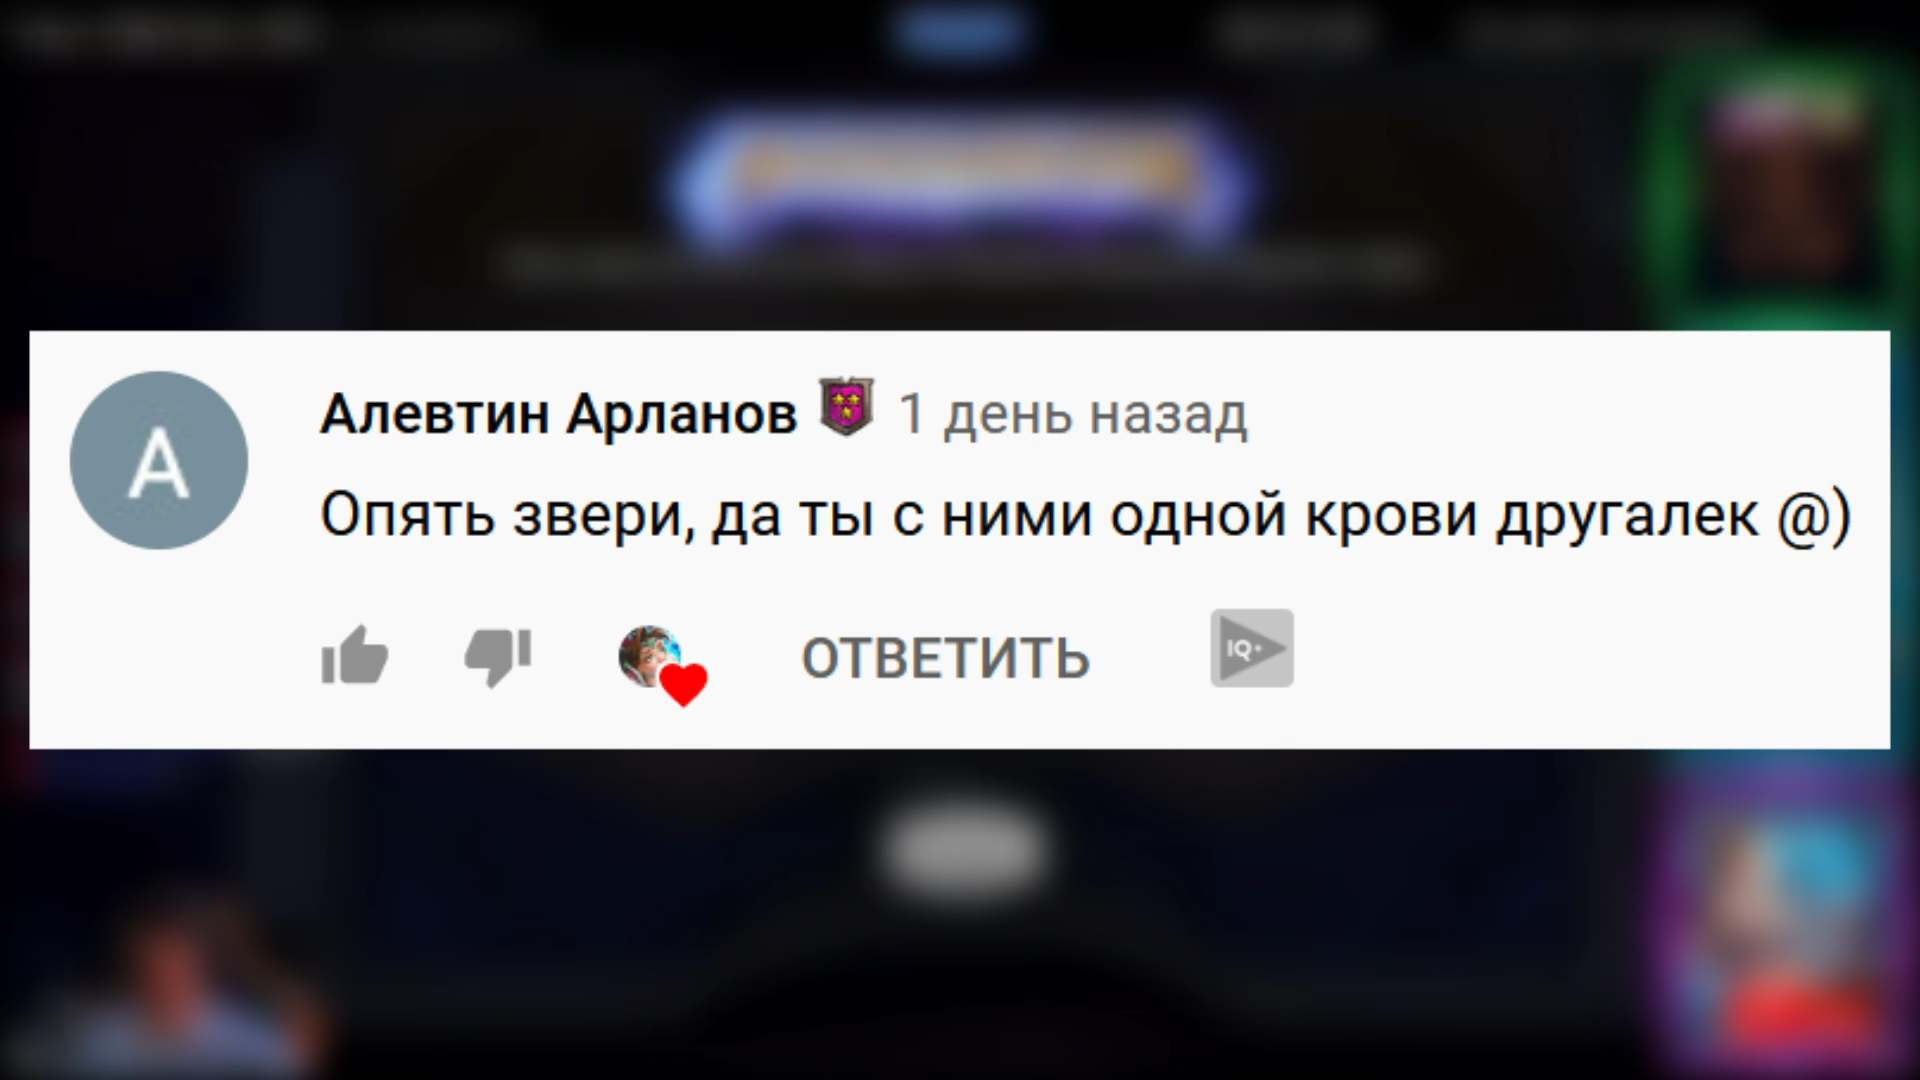 A
Алевтин Арланов 1 день назад
Опять звери, да ты с ними одной крови другалек @)
ОТВЕТИТЬ
IQ+